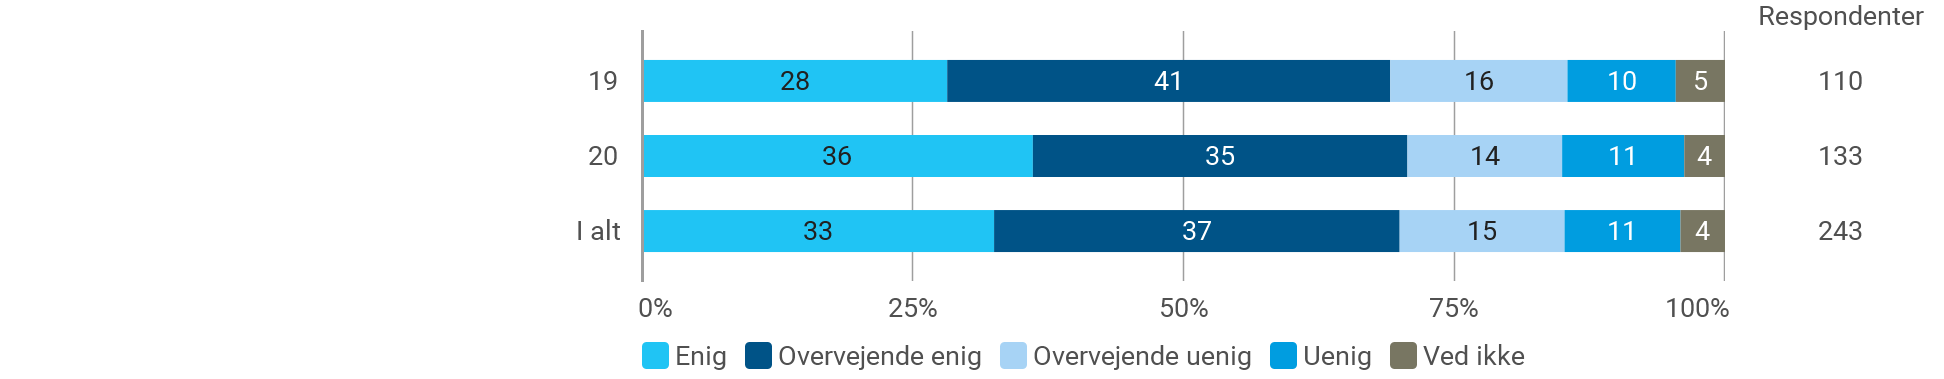 Respondenter
19 28 41 16 10 5 110
20 36 35 14 11 4 133
I alt 33 37 15 11 4 243
0% 25% 50% 75% 100%
Enig Overvejende enig Overvejende uenig Uenig Ved ikke